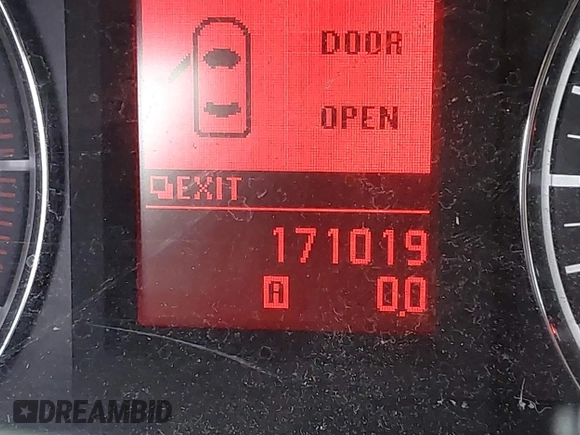 DOOR
OPEN
EXIT
171019
A 0.0
DREAMBID